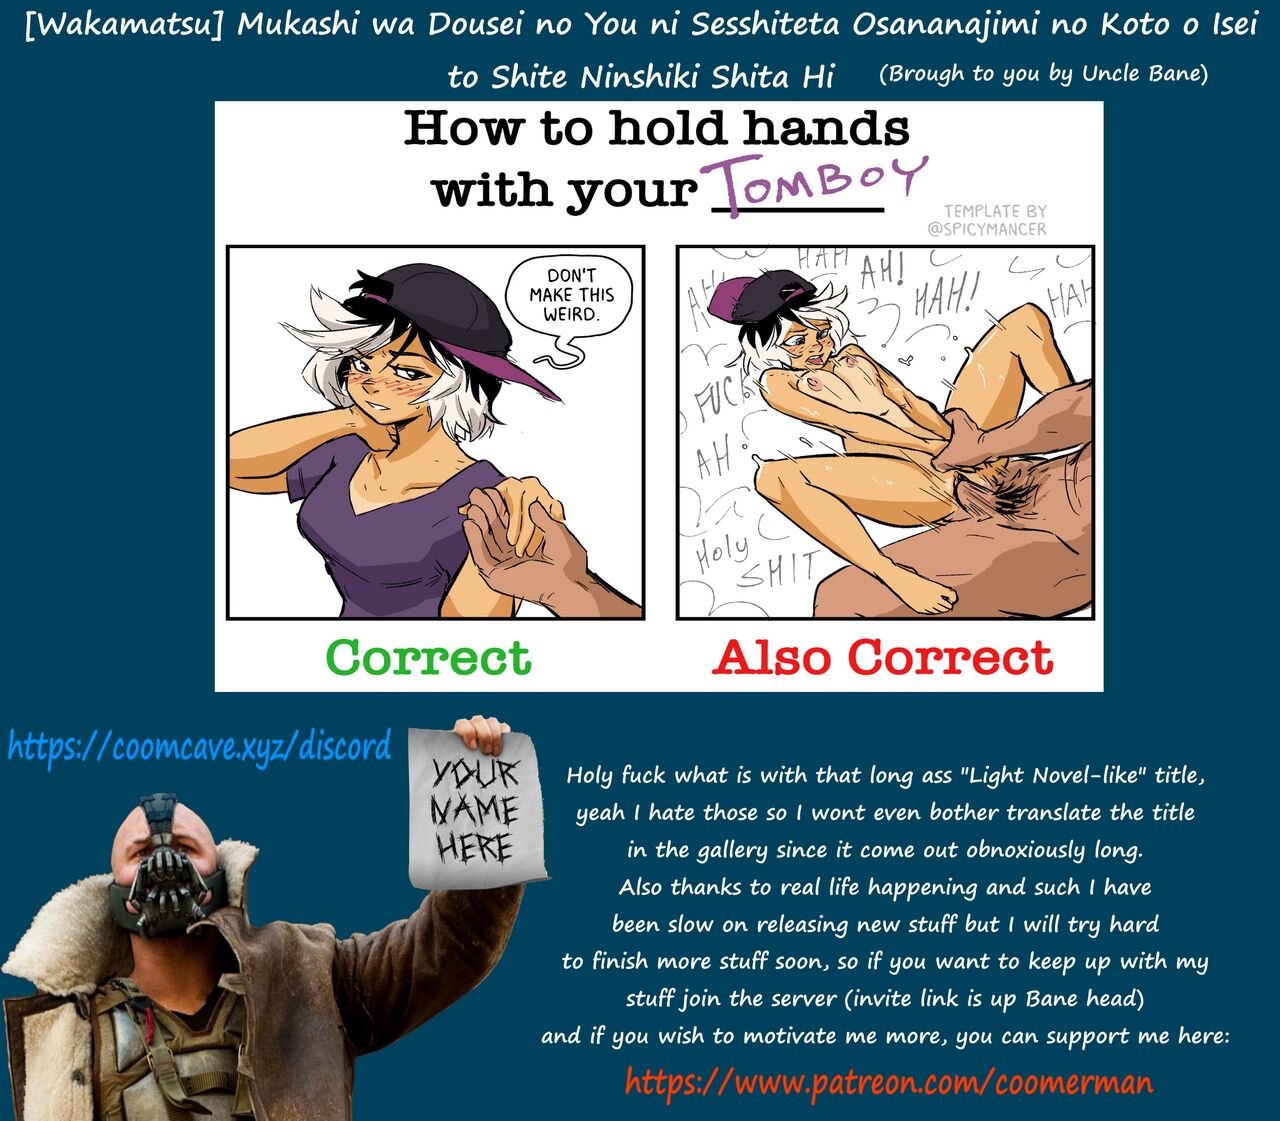 [Wakamatsu] Mukashi wa Dousei no You ni Sesshiteta Osananajimi no Koto o Isei
to Shite Ninshiki Shita Hi (Brough to you by Uncle Bane)
How to hold hands
with your TOMBOY
TEMPLATE BY
@SPICYMANCER
DON'T
MAKE THIS
WEIRD.
HAH
AH!
HAH!
HAH
AH
FUCK
AH
Holy
SHIT
Correct
Also Correct
https://coomcave.xyz/discord
YOUR
NAME
HERE
Holy fuck what is with that long ass "Light Novel-like" title,
yeah I hate those so I wont even bother translate the title
in the gallery since it come out obnoxiously long.
Also thanks to real life happening and such I have
been slow on releasing new stuff but I will try hard
to finish more stuff soon, so if you want to keep up with my
stuff join the server (invite link is up Bane head)
and if you wish to motivate me more, you can support me here:
https://www.patreon.com/coomerman